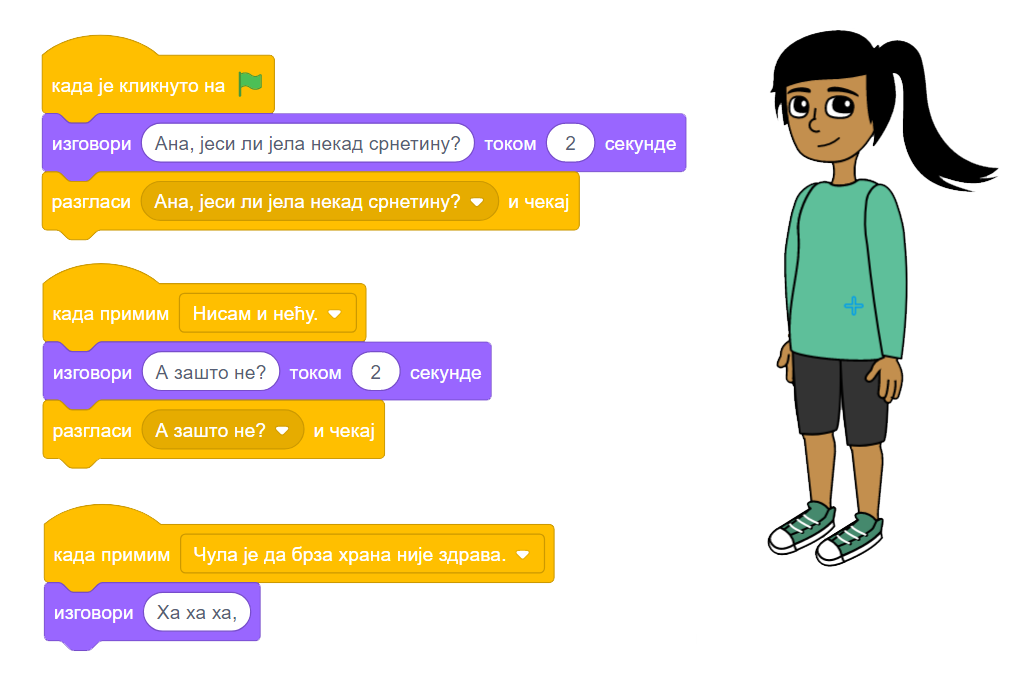 када је кликнуто на
изговори Ана, јеси ли јела некад срнетину? током 2 секунде
разгласи Ана, јеси ли јела некад срнетину? и чекај
када примим Нисам и нећу.
изговори А зашто не? током 2 секунде
разгласи А зашто не? и чекај
када примим Чула је да брза храна није здрава.
изговори Ха ха ха,